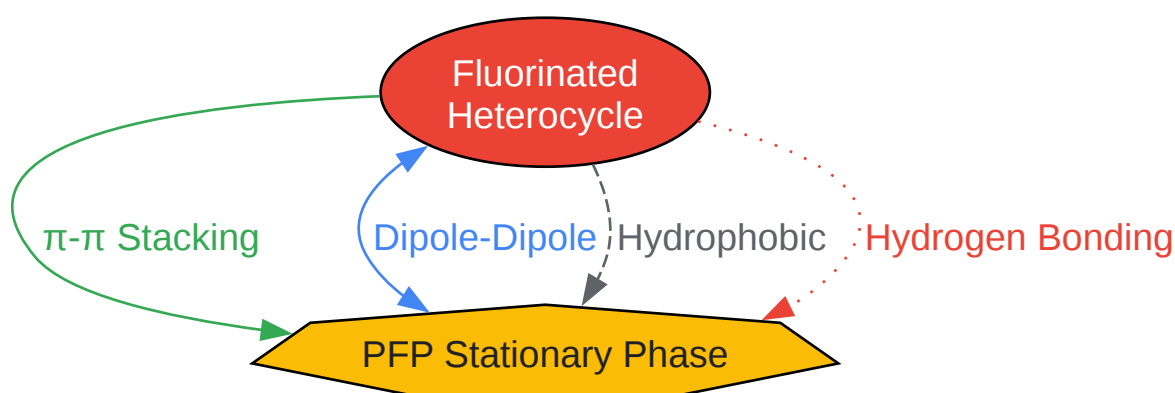 Fluorinated
Heterocycle
π-π Stacking
Dipole-Dipole
Hydrophobic
Hydrogen Bonding
PFP Stationary Phase